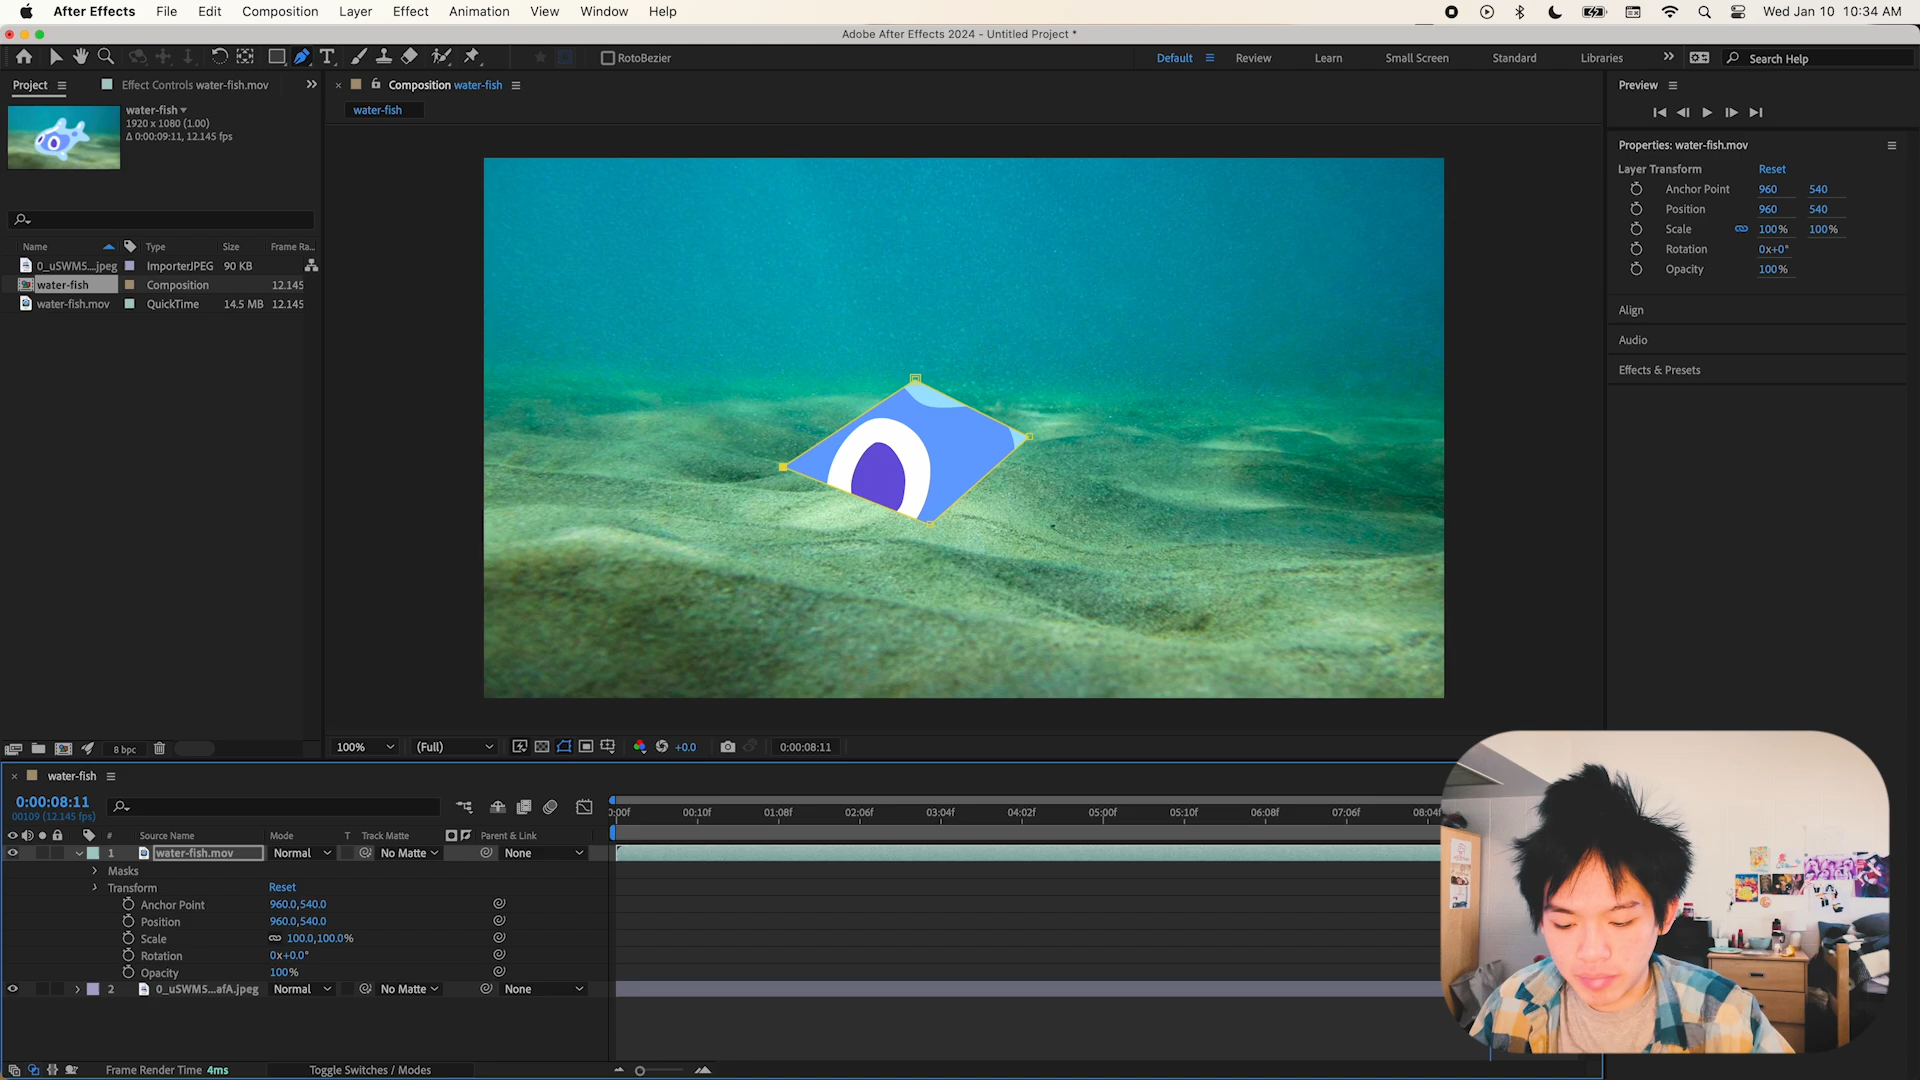 After Effects File Edit Composition Layer Effect Animation View Window Help Wed Jan 10 10:34 AM
Adobe After Effects 2024 - Untitled Project *
RotoBezier Default Review Learn Small Screen Standard Libraries Search Help
Project Effect Controls water-fish.mov Composition water-fish Preview
water-fish
1920 x 1080 (1.00)
Δ 0:00:09:11, 12.145 fps
water-fish
Properties: water-fish.mov
Layer Transform Reset
Anchor Point 960 540
Position 960 540
Scale 100% 100%
Rotation 0x+0°
Opacity 100%
Align
Audio
Effects & Presets
Name Type Size Frame Ra...
0_uSWM5....jpeg ImporterJPEG 90 KB
water-fish Composition 12.145
water-fish.mov QuickTime 14.5 MB 12.145
8 bpc 100% (Full) +0.0 0:00:08:11
water-fish
0:00:08:11
00109 (12.145 fps)
0:00f 00:10f 01:08f 02:06f 03:04f 04:02f 05:00f 05:10f 06:08f 07:06f 08:04f
# Source Name Mode T Track Matte Parent & Link
1 water-fish.mov Normal No Matte None
Masks
Transform Reset
Anchor Point 960.0,540.0
Position 960.0,540.0
Scale 100.0,100.0%
Rotation 0x+0.0°
Opacity 100%
2 0_uSWM5...afA.jpeg Normal No Matte None
Frame Render Time 4ms Toggle Switches / Modes